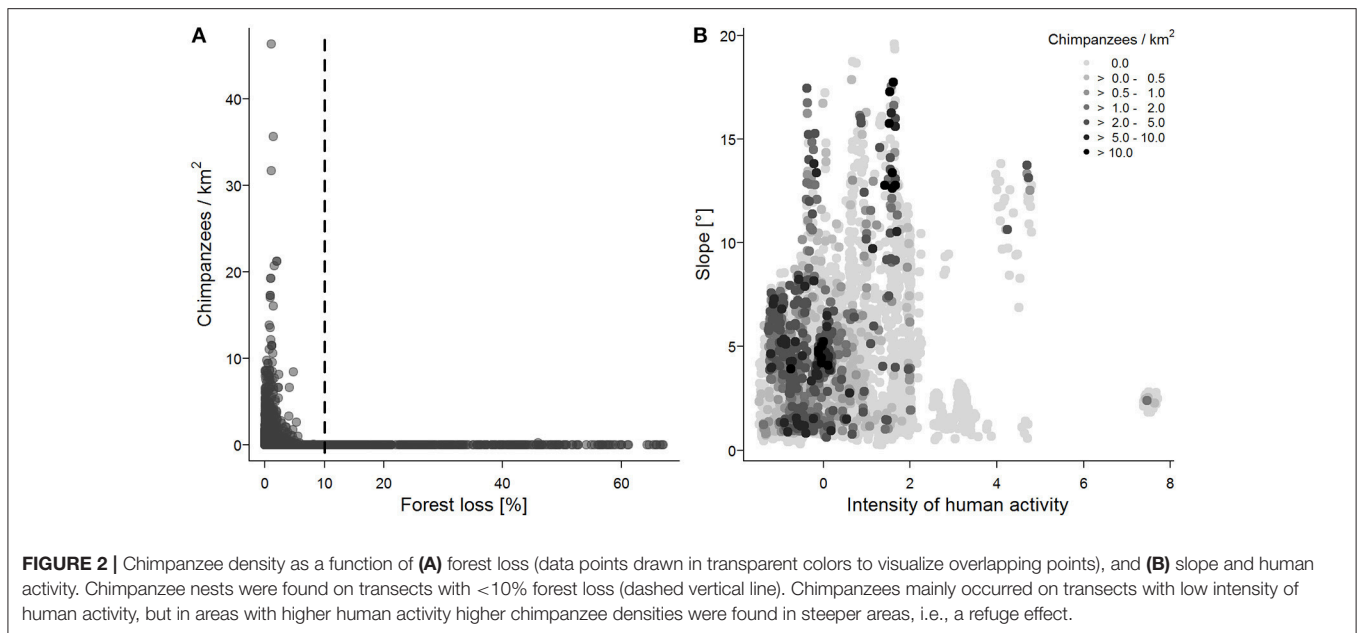 A
Chimpanzees / km²
40
30
20
10
0
0 10 20 40 60
Forest loss [%]
B
Slope [°]
20
15
10
5
0
0 2 4 6 8
Intensity of human activity
Chimpanzees / km²
0.0
> 0.0 - 0.5
> 0.5 - 1.0
> 1.0 - 2.0
> 2.0 - 5.0
> 5.0 - 10.0
> 10.0
FIGURE 2 | Chimpanzee density as a function of (A) forest loss (data points drawn in transparent colors to visualize overlapping points), and (B) slope and human
activity. Chimpanzee nests were found on transects with <10% forest loss (dashed vertical line). Chimpanzees mainly occurred on transects with low intensity of
human activity, but in areas with higher human activity higher chimpanzee densities were found in steeper areas, i.e., a refuge effect.